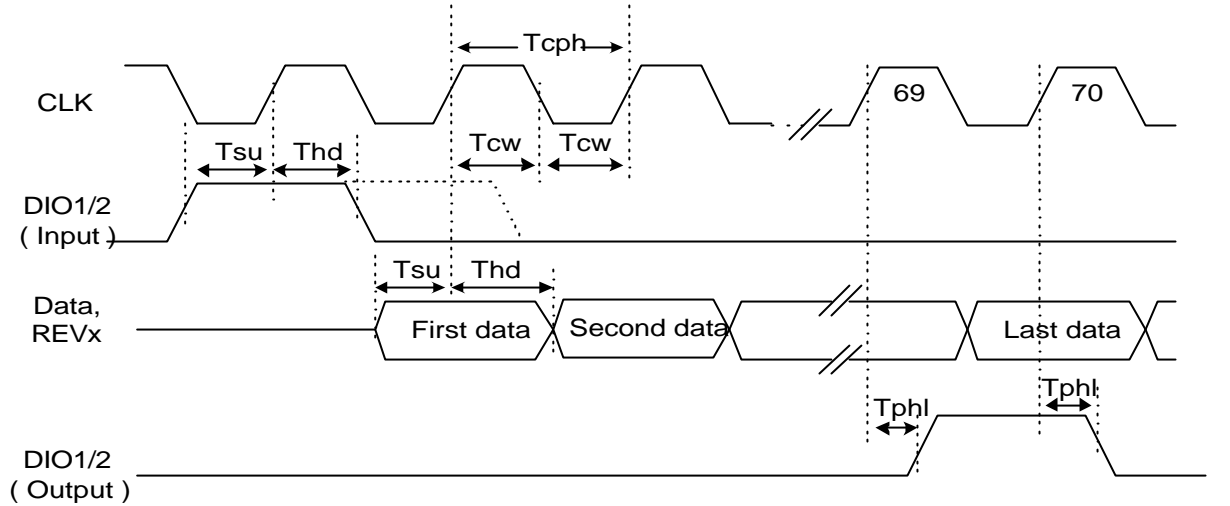 Tcph
CLK
69
70
Tsu
Thd
Tcw
Tcw
DIO1/2
( Input )
Tsu
Thd
Data,
REVx
First data
Second data
Last data
Tphl
Tphl
DIO1/2
( Output )